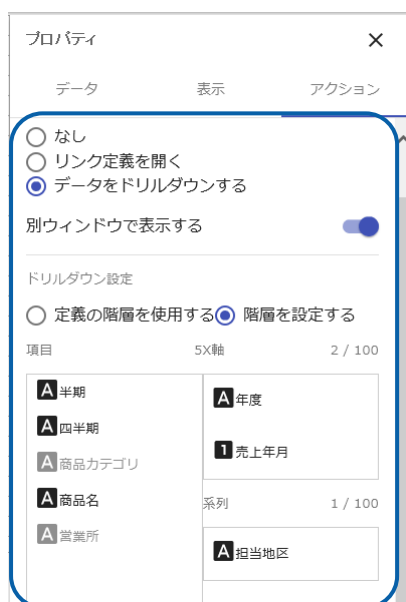 プロパティ
データ 表示 アクション
なし
リンク定義を開く
データをドリルダウンする
別ウィンドウで表示する
ドリルダウン設定
定義の階層を使用する 階層を設定する
項目 5X軸 2 / 100
A 半期
A 四半期
A 商品カテゴリ
A 商品名
A 営業所
A 年度
1 売上年月
系列 1 / 100
A 担当地区